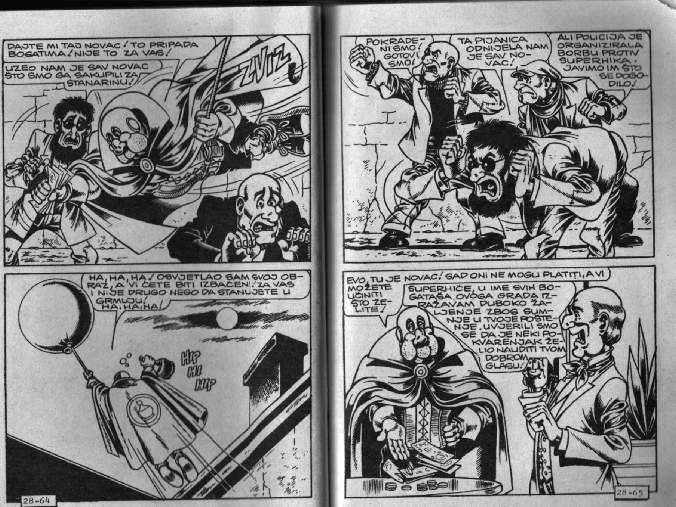 DAJTE MI TAJ NOVAC! TO PRIPADA
BOGATIMA! NIJE TO ZA VAS!
UZEO NAM JE SAV NOVAC
ŠTO SMO GA SAKUPILI ZA
STANARINU!
ZVIZ
HA, HA, HA! OSVJETLAO SAM SVOJ OB-
RAZ, A VI ĆETE BITI IZBAČENI! ZA VAS
I NIJE DRUGO NEGO DA STANUJETE U
GRMLJU!
HA, HA, HA!
HIP
HI
HIP
28-64
POKRADE-
NI SMO!
GOTOVI
SMO!
TA PIJANICA
ODNIJELA NAM
JE SAV NO-
VAC!
ALI POLICIJA JE
ORGANIZIRALA
BORBU PROTIV
SUPERHIKA.
JAVIMO IM ŠTO
SE DOGO-
DILO!
EVO, TU JE NOVAC! SAD ONI NE MOGU PLATITI, A VI
MOŽETE
UČINITI
ŠTO ŽE-
LITE!
SUPERHIČE, U IME SVIH BO-
GATAŠA OVOGA GRADA IZ-
RAŽAVAM DUBOKO ŽA-
LJENJE ZBOG SUM-
NJE U TVOJE POŠTE-
NJE. UVJERILI SMO
SE DA JE NEKI PO-
KVARENJAK ŽE-
LIO NAUDITI TVOM
DOBROM
GLASU!
28-65